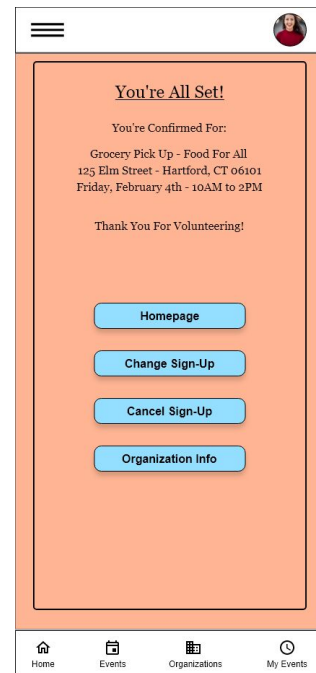 You're All Set!
You're Confirmed For:
Grocery Pick Up - Food For All
125 Elm Street - Hartford, CT 06101
Friday, February 4th - 10AM to 2PM
Thank You For Volunteering!
Homepage
Change Sign-Up
Cancel Sign-Up
Organization Info
Home
Events
Organizations
My Events